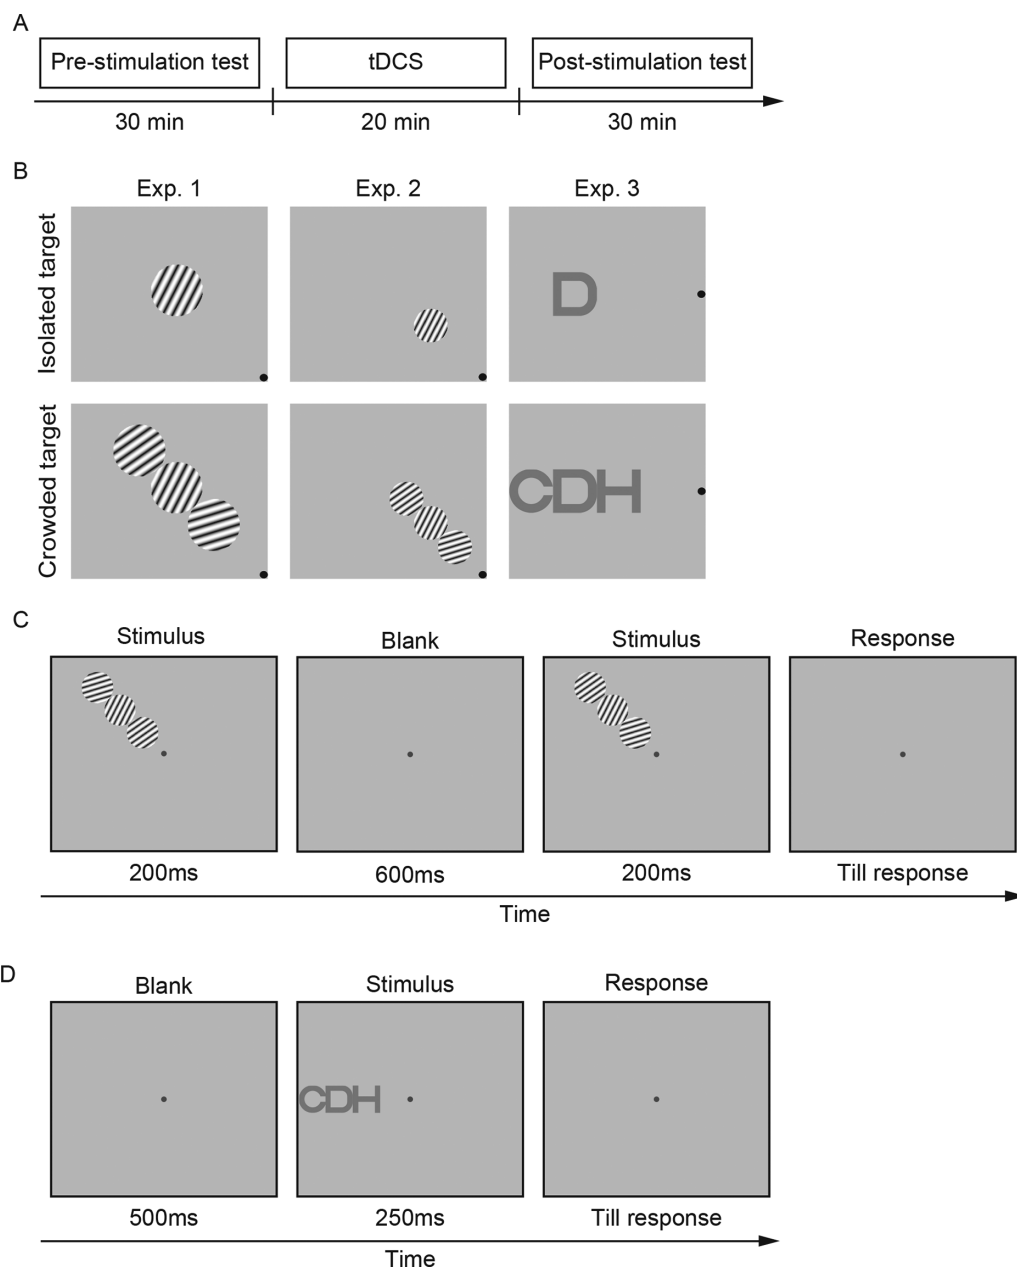 A
Pre-stimulation test tDCS Post-stimulation test
30 min 20 min 30 min
B
Exp. 1 Exp. 2 Exp. 3
Isolated target
D
Crowded target
CDH
C
Stimulus Blank Stimulus Response
200ms 600ms 200ms Till response
Time
D
Blank Stimulus Response
CDH
500ms 250ms Till response
Time